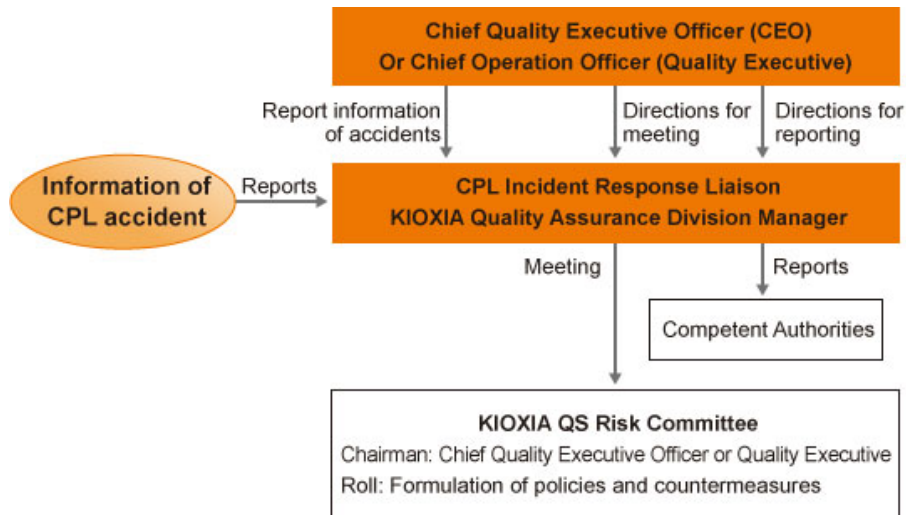 Chief Quality Executive Officer (CEO)
Or Chief Operation Officer (Quality Executive)
Report information
of accidents
Directions for
meeting
Directions for
reporting
Information of
CPL accident
Reports
CPL Incident Response Liaison
KIOXIA Quality Assurance Division Manager
Meeting
Reports
Competent Authorities
KIOXIA QS Risk Committee
Chairman: Chief Quality Executive Officer or Quality Executive
Roll: Formulation of policies and countermeasures